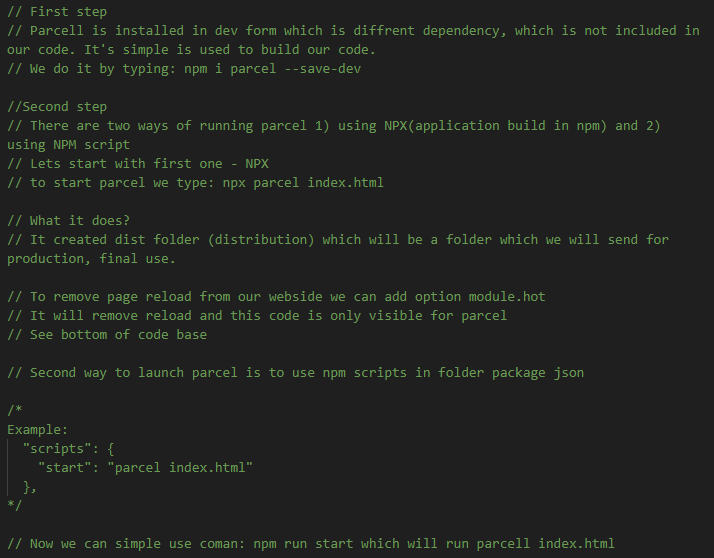 // First step
// Parcell is installed in dev form which is diffrent dependency, which is not included in
our code. It's simple is used to build our code.
// We do it by typing: npm i parcel --save-dev
//Second step
// There are two ways of running parcel 1) using NPX(application build in npm) and 2)
using NPM script
// Lets start with first one - NPX
// to start parcel we type: npx parcel index.html
// What it does?
// It created dist folder (distribution) which will be a folder which we will send for
production, final use.
// To remove page reload from our webside we can add option module.hot
// It will remove reload and this code is only visible for parcel
// See bottom of code base
// Second way to launch parcel is to use npm scripts in folder package json
/*
Example:
  "scripts": {
    "start": "parcel index.html"
  },
*/
// Now we can simple use coman: npm run start which will run parcell index.html